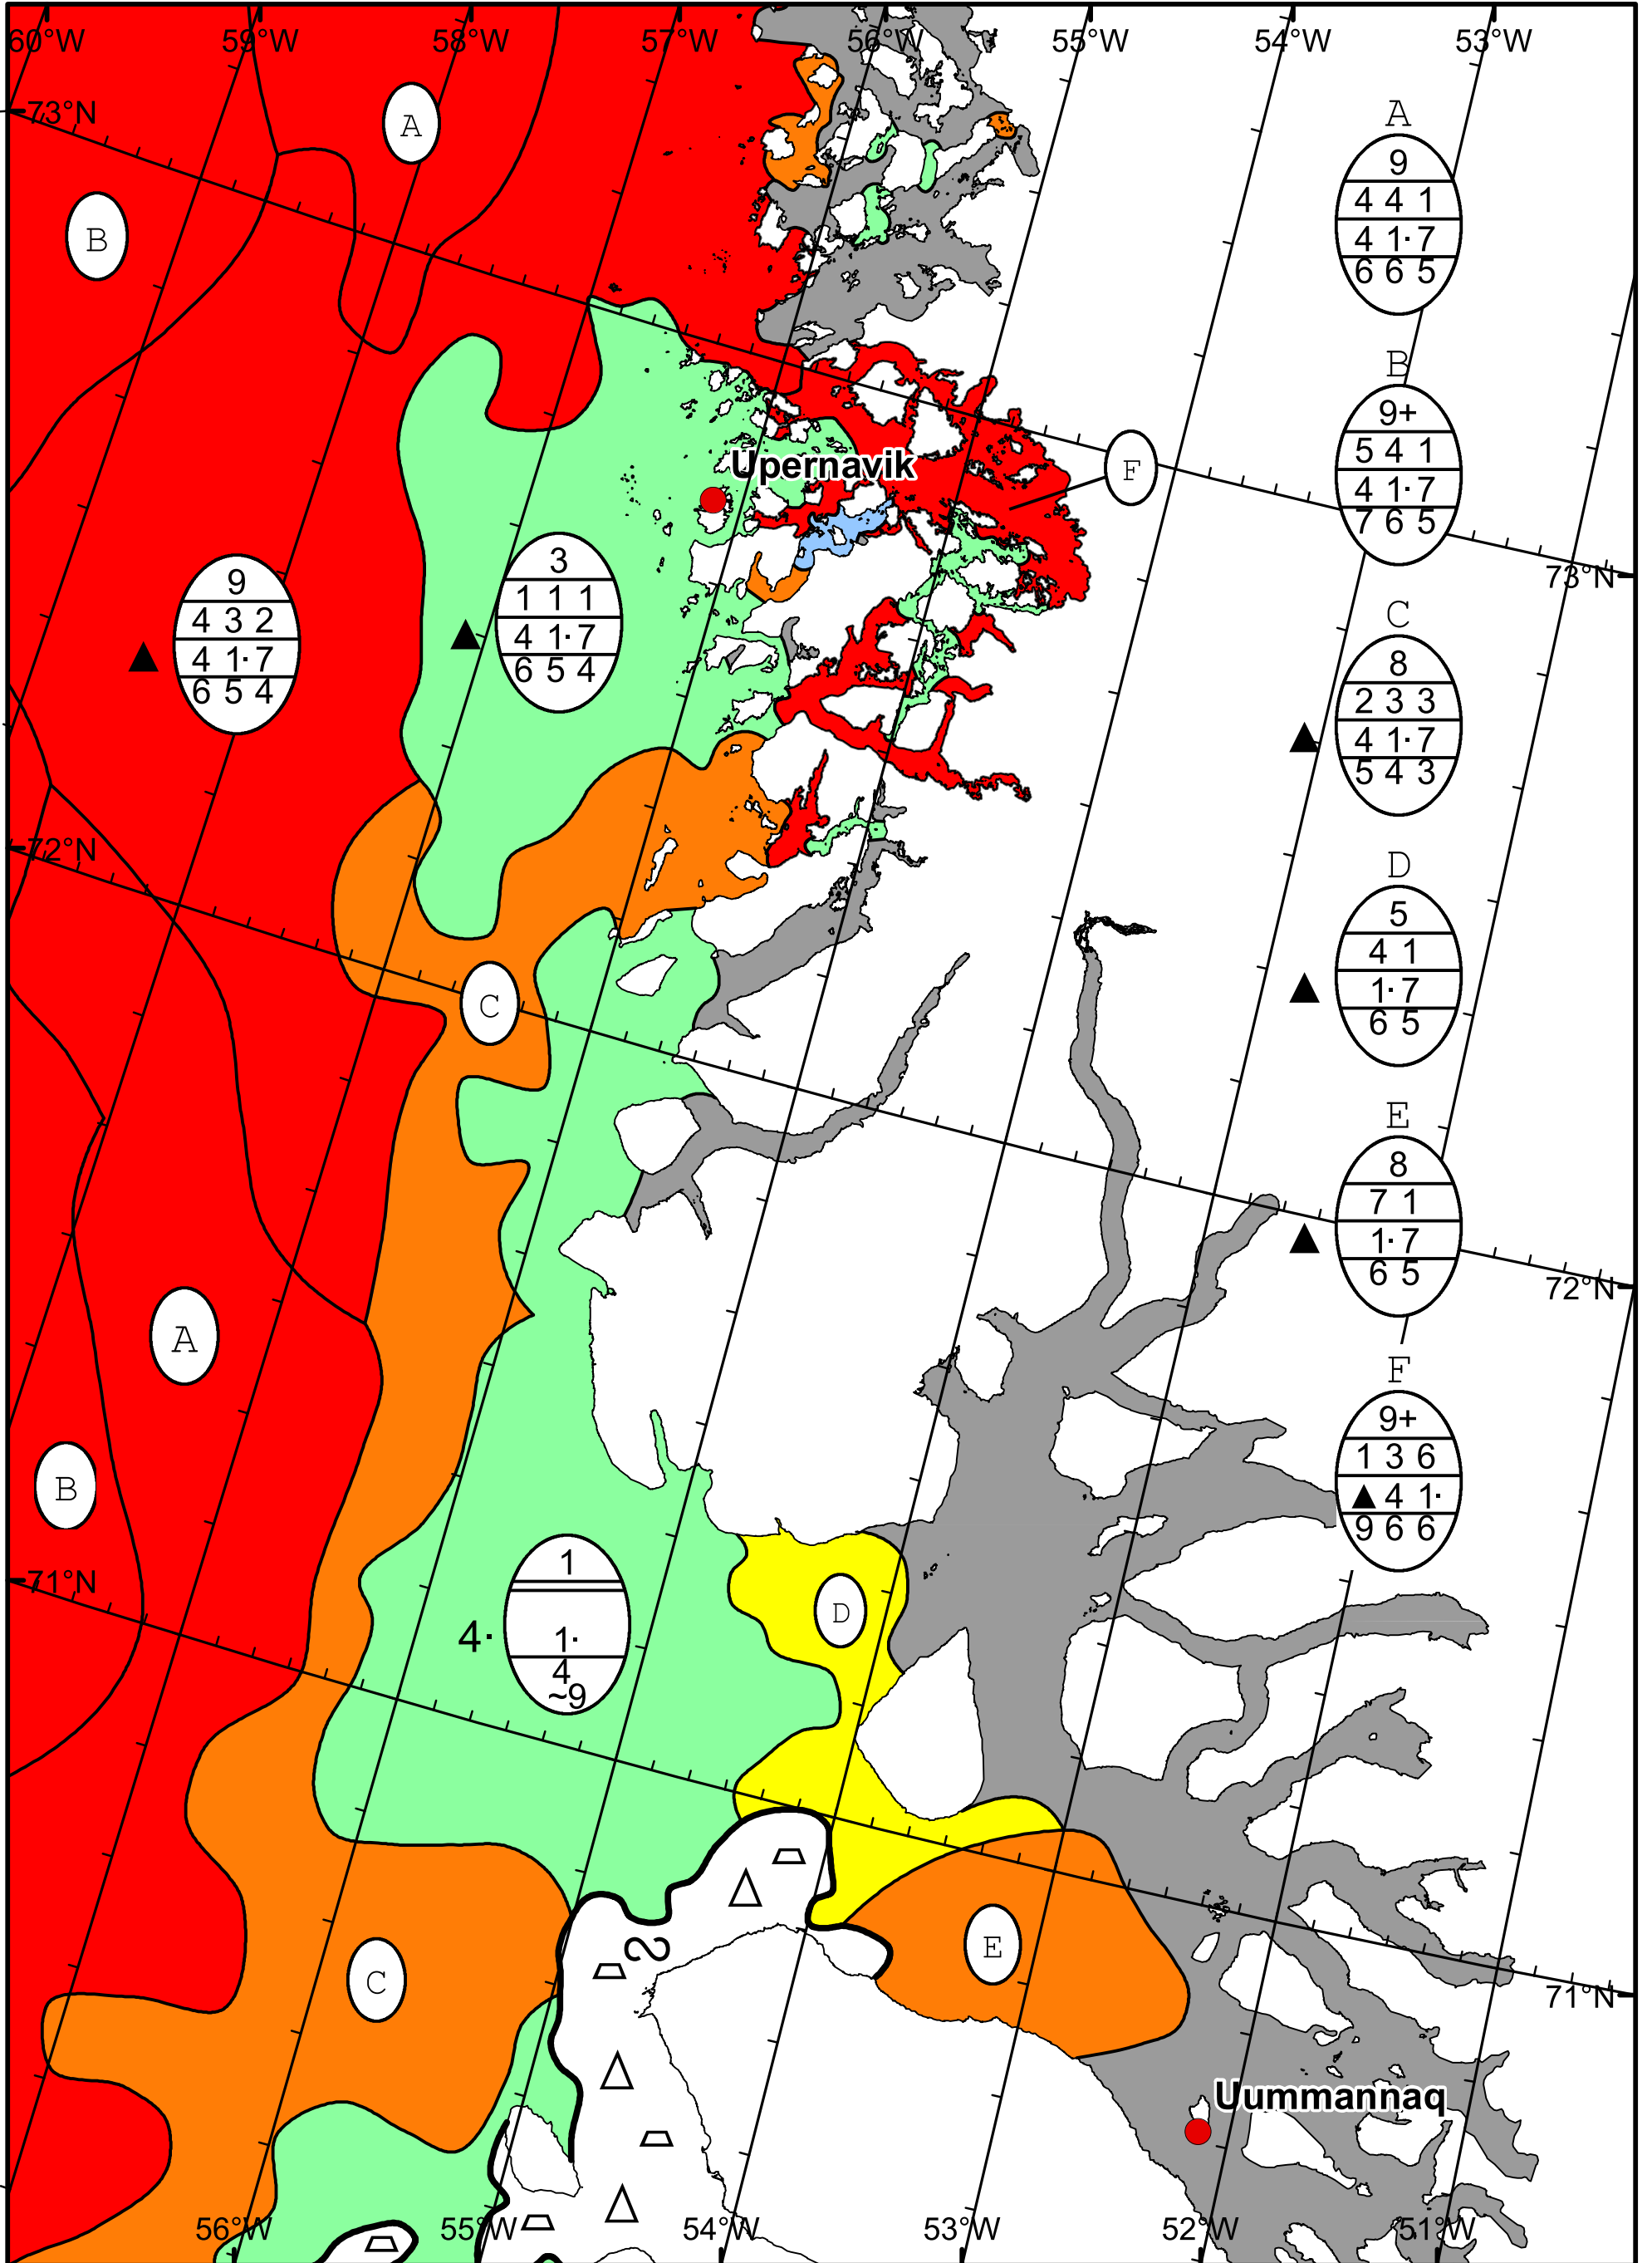 60°W 59°W 58°W 57°W 56°W 55°W 54°W 53°W
73°N
A
B
A
9
4 4 1
4 1· 7
6 6 5
B
9+
5 4 1
4 1· 7
7 6 5
Upernavik
F
73°N
9
4 3 2
4 1· 7
6 5 4
3
1 1 1
4 1· 7
6 5 4
C
8
2 3 3
4 1· 7
5 4 3
72°N
C
D
5
4 1
1· 7
6 5
E
8
7 1
1· 7
6 5
72°N
A
B
F
9+
1 3 6
▲ 4 1·
9 6 6
71°N
1
4· 1·
4
~9
D
E
C
71°N
Uummannaq
56°W 55°W 54°W 53°W 52°W 51°W